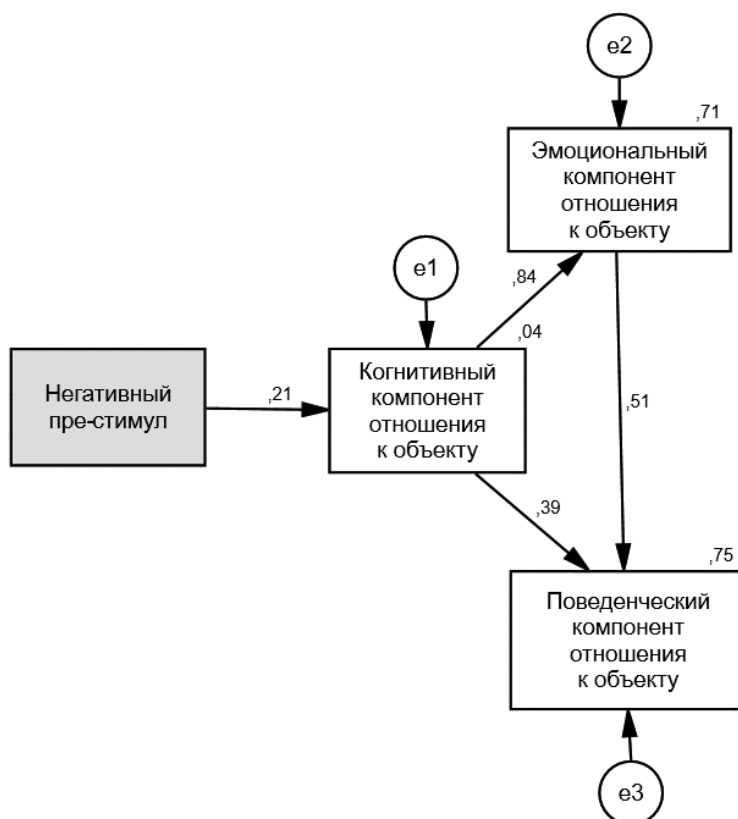 e2
,71
Эмоциональный
компонент
отношения
к объекту
e1
,84
,04
Негативный
пре-стимул
,21
Когнитивный
компонент
отношения
к объекту
,51
,39
,75
Поведенческий
компонент
отношения
к объекту
e3